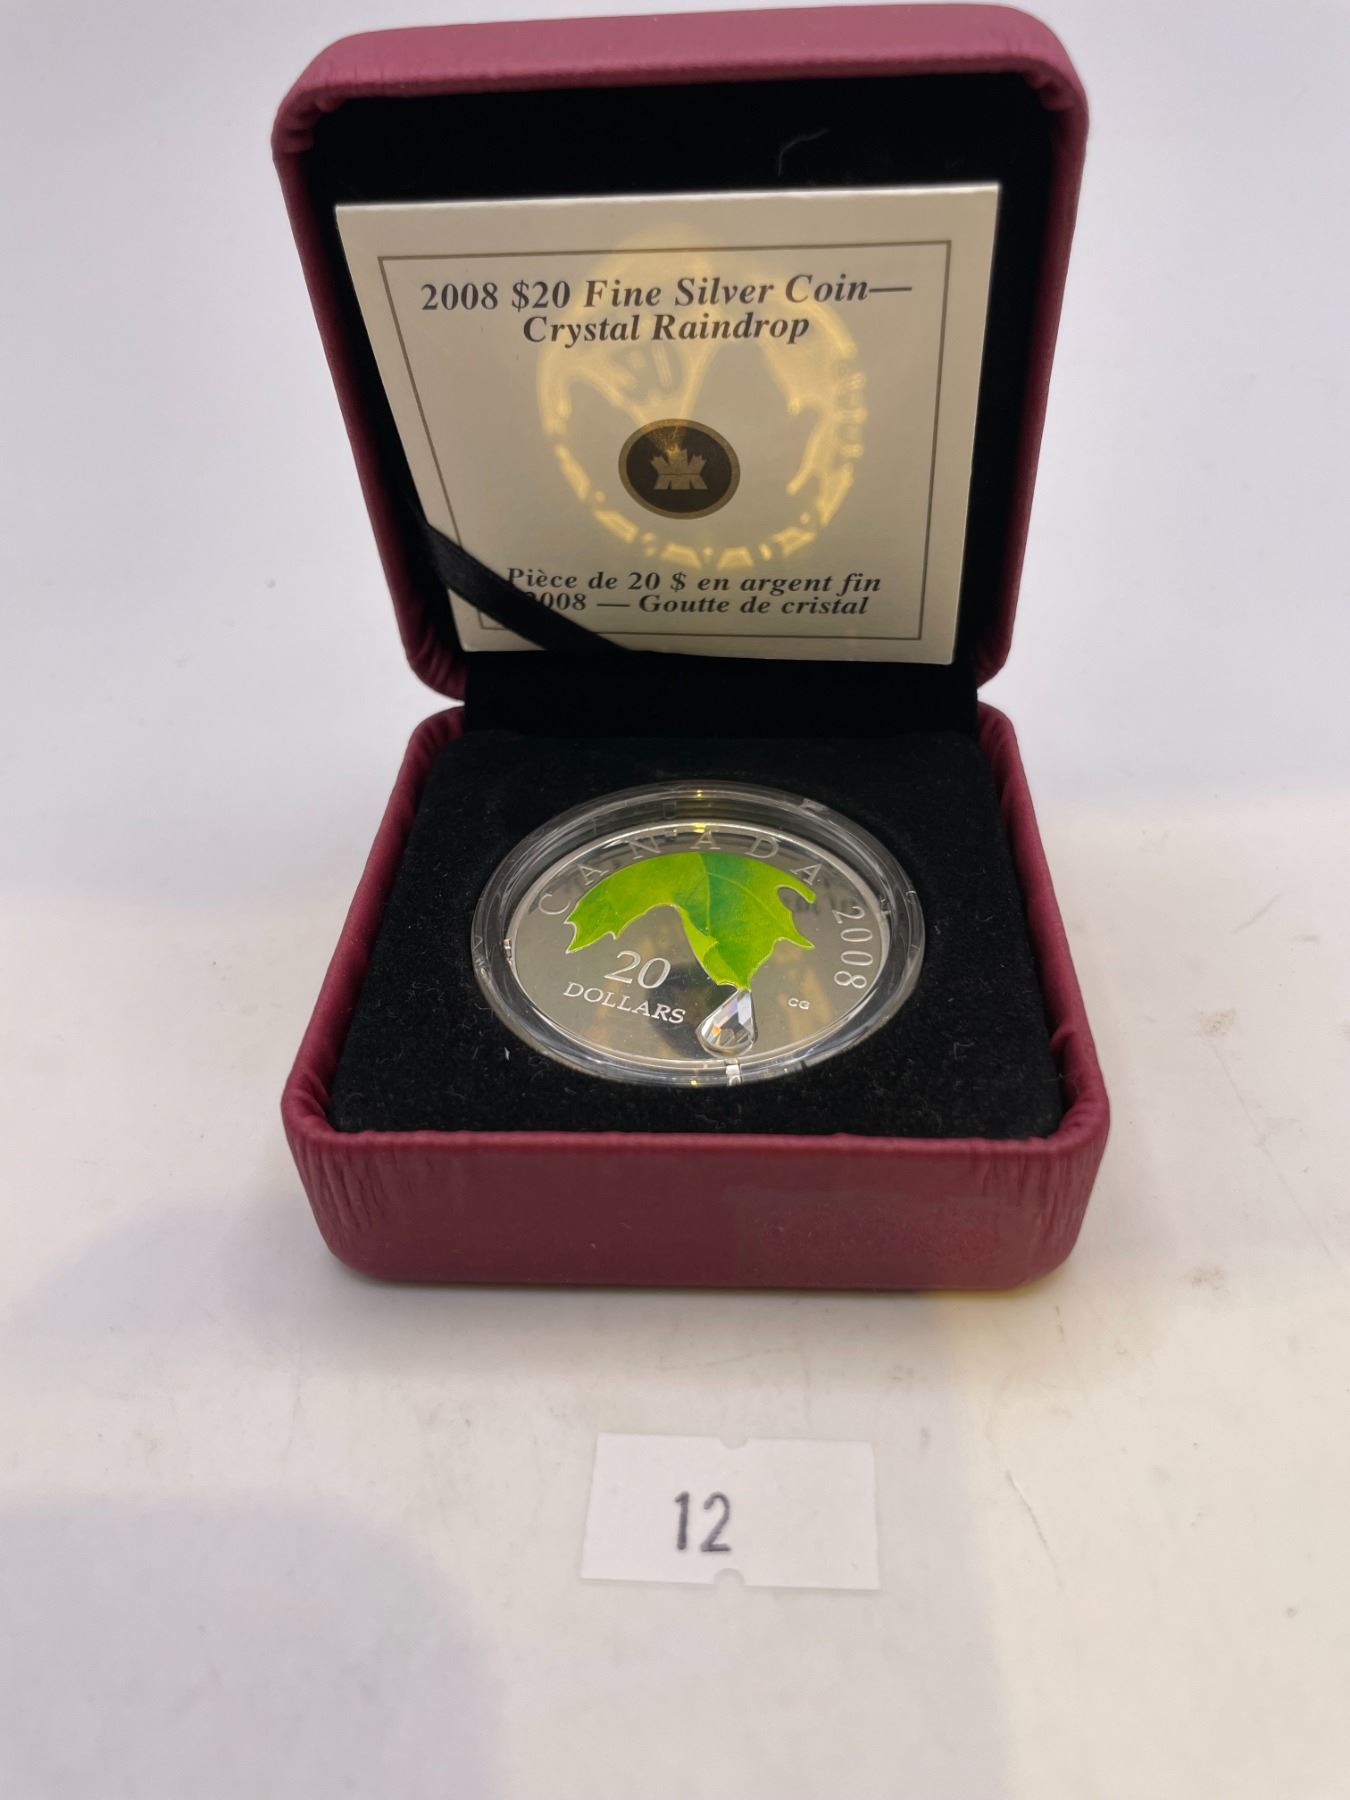 2008 $20 Fine Silver Coin—
Crystal Raindrop
Pièce de 20 $ en argent fin
2008 — Goutte de cristal
CANADA 2008
20
DOLLARS
CG
12